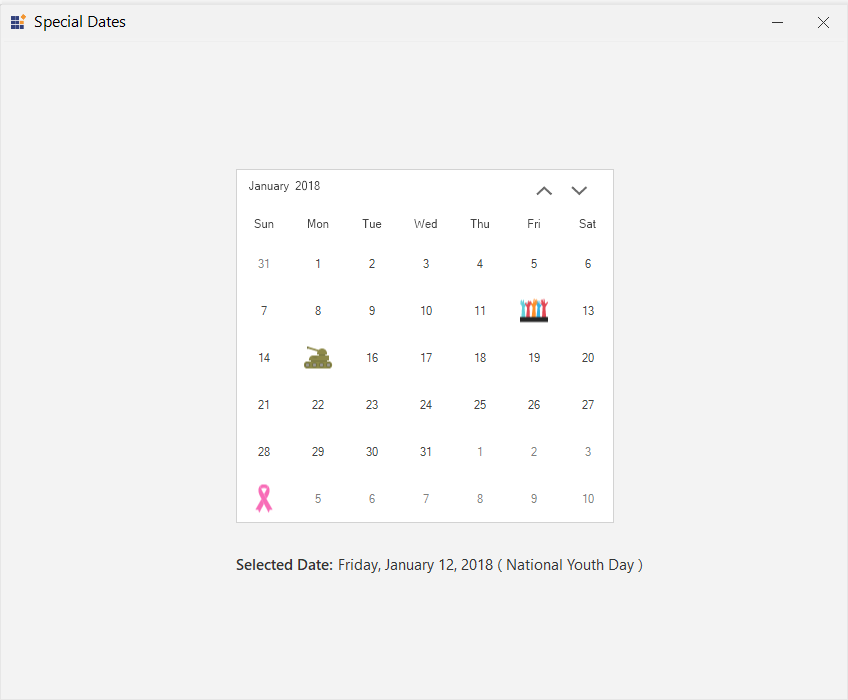 Special Dates
January 2018
Sun Mon Tue Wed Thu Fri Sat
31 1 2 3 4 5 6
7 8 9 10 11 13
14 16 17 18 19 20
21 22 23 24 25 26 27
28 29 30 31 1 2 3
5 6 7 8 9 10
Selected Date: Friday, January 12, 2018 ( National Youth Day )